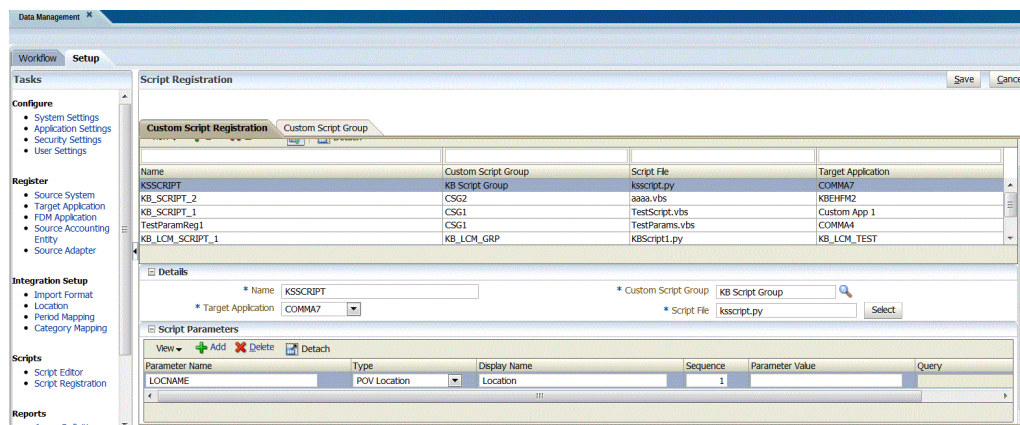 Data Management
Workflow Setup
Tasks
Configure
System Settings
Application Settings
Security Settings
User Settings
Register
Source System
Target Application
FDM Application
Source Accounting
Entity
Source Adapter
Integration Setup
Import Format
Location
Period Mapping
Category Mapping
Scripts
Script Editor
Script Registration
Reports
Script Registration
Save
Cance
Custom Script Registration Custom Script Group
Detach
Name Custom Script Group Script File Target Application
KSSCRIPT KB Script Group ksscript.py COMMA7
KB_SCRIPT_2 CSG2 aaaa.vbs KBEHFM2
KB_SCRIPT_1 CSG1 TestScript.vbs Custom App 1
TestParamReg1 CSG1 TestParams.vbs COMMA4
KB_LCM_SCRIPT_1 KB_LCM_GRP KBScript1.py KB_LCM_TEST
Details
* Name KSSCRIPT * Custom Script Group KB Script Group
* Target Application COMMA7 * Script File ksscript.py Select
Script Parameters
View Add Delete Detach
Parameter Name Type Display Name Sequence Parameter Value Query
LOCNAME POV Location Location 1